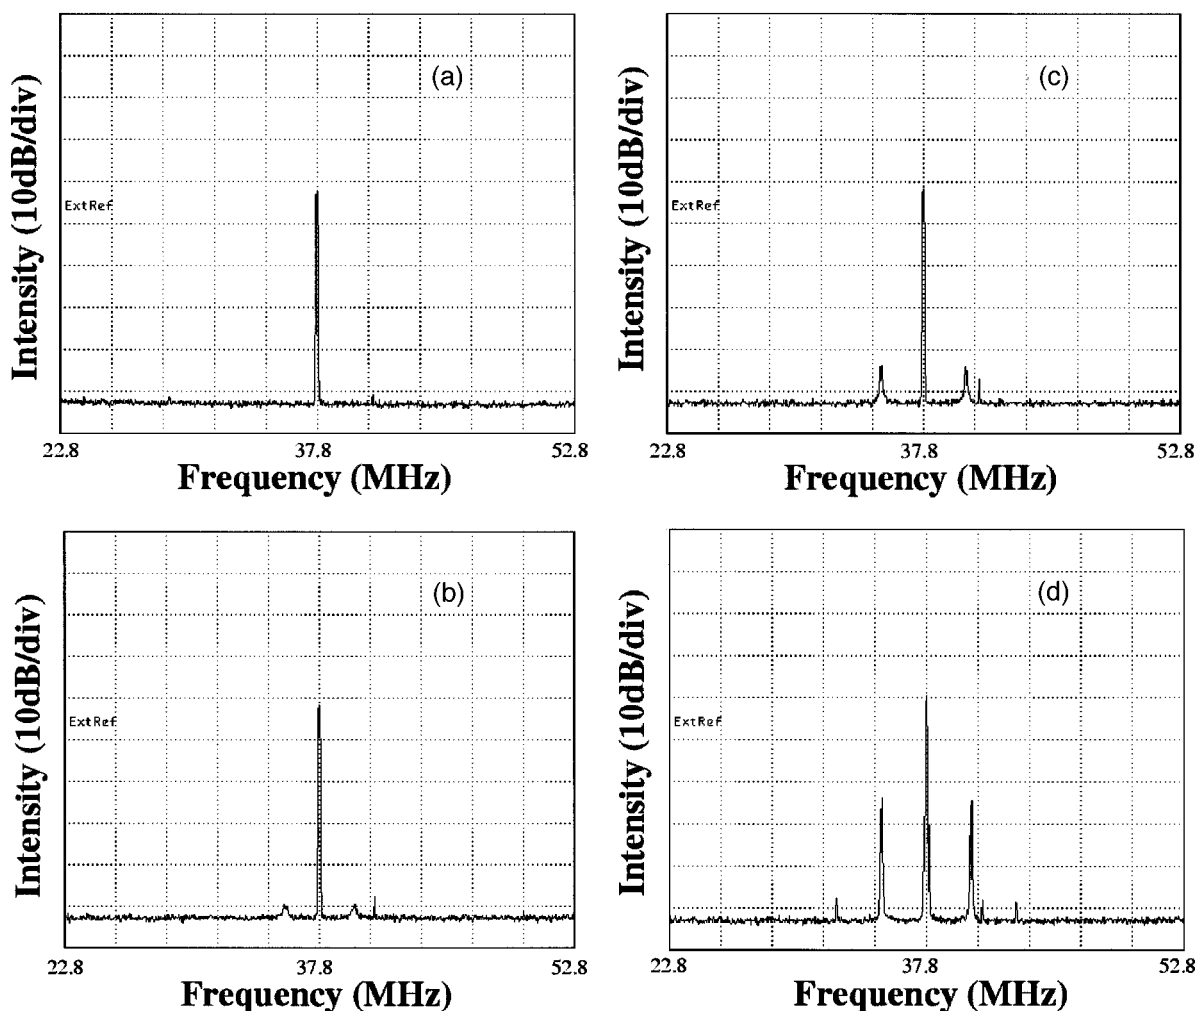 (a)
Intensity (10dB/div)
ExtRef
22.8 37.8 52.8
Frequency (MHz)
(c)
Intensity (10dB/div)
ExtRef
22.8 37.8 52.8
Frequency (MHz)
(b)
Intensity (10dB/div)
ExtRef
22.8 37.8 52.8
Frequency (MHz)
(d)
Intensity (10dB/div)
ExtRef
22.8 37.8 52.8
Frequency (MHz)